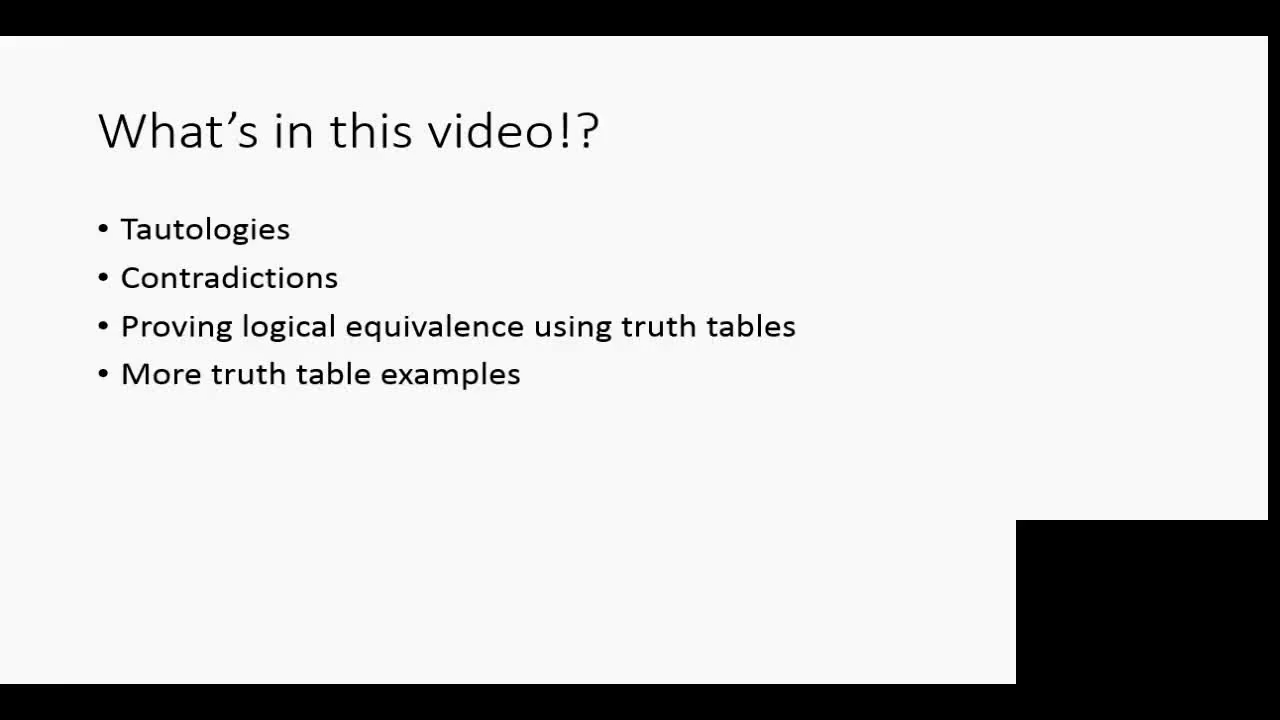 What's in this video!?
• Tautologies
• Contradictions
• Proving logical equivalence using truth tables
• More truth table examples